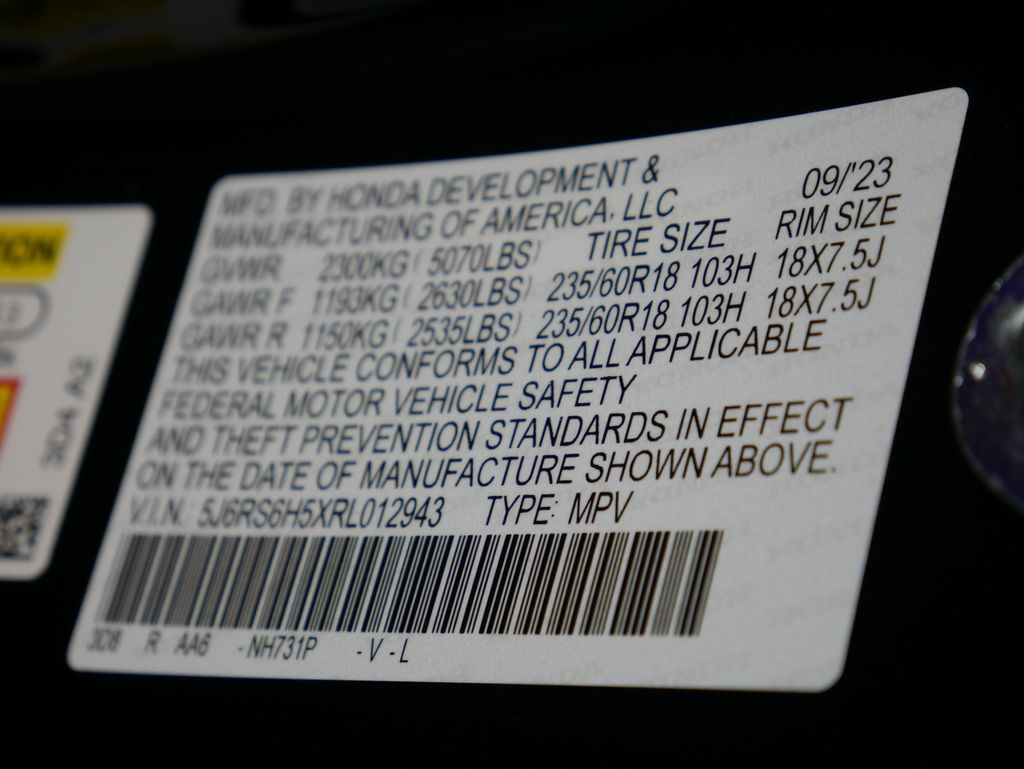 MFD. BY HONDA DEVELOPMENT & 09/'23
MANUFACTURING OF AMERICA, LLC
GVWR 2300KG ( 5070LBS) TIRE SIZE RIM SIZE
GAWR F 1193KG ( 2630LBS) 235/60R18 103H 18X7.5J
GAWR R 1150KG ( 2535LBS) 235/60R18 103H 18X7.5J
THIS VEHICLE CONFORMS TO ALL APPLICABLE
FEDERAL MOTOR VEHICLE SAFETY
AND THEFT PREVENTION STANDARDS IN EFFECT
ON THE DATE OF MANUFACTURE SHOWN ABOVE.
V.I.N.: 5J6RS6H5XRL012943 TYPE: MPV
3D8 R AA6 -NH731P -V -L
3D4 A2